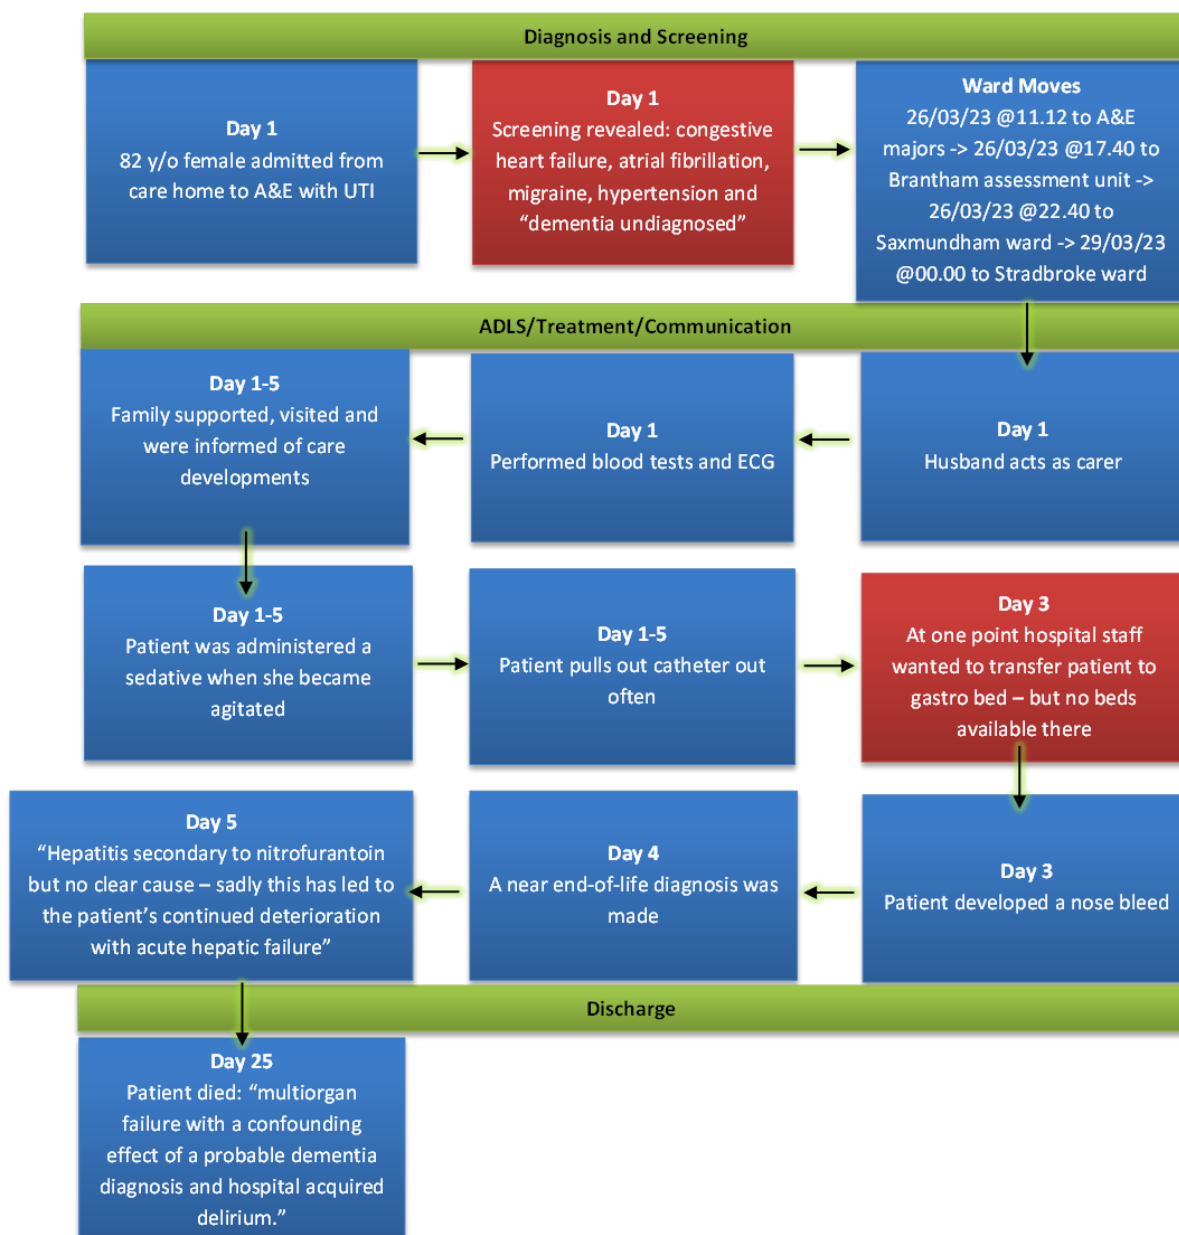 Diagnosis and Screening
Day 1
82 y/o female admitted from
care home to A&E with UTI
Day 1
Screening revealed: congestive
heart failure, atrial fibrillation,
migraine, hypertension and
“dementia undiagnosed”
Ward Moves
26/03/23 @11.12 to A&E
majors -> 26/03/23 @17.40 to
Brantham assessment unit ->
26/03/23 @22.40 to
Saxmundham ward -> 29/03/23
@00.00 to Stradbroke ward
ADLS/Treatment/Communication
Day 1
Husband acts as carer
Day 1
Performed blood tests and ECG
Day 1-5
Family supported, visited and
were informed of care
developments
Day 1-5
Patient was administered a
sedative when she became
agitated
Day 1-5
Patient pulls out catheter out
often
Day 3
At one point hospital staff
wanted to transfer patient to
gastro bed – but no beds
available there
Day 3
Patient developed a nose bleed
Day 4
A near end-of-life diagnosis was
made
Day 5
“Hepatitis secondary to nitrofurantoin
but no clear cause – sadly this has led to
the patient’s continued deterioration
with acute hepatic failure”
Discharge
Day 25
Patient died: “multiorgan
failure with a confounding
effect of a probable dementia
diagnosis and hospital acquired
delirium.”